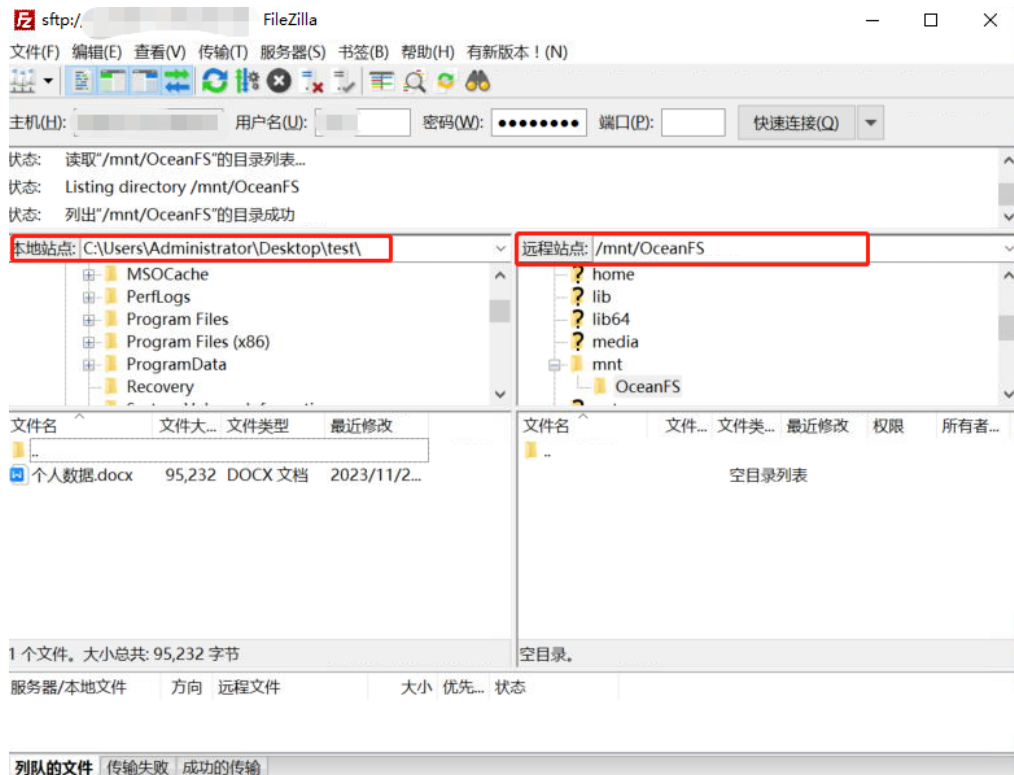 sftp:/ FileZilla
文件(F) 编辑(E) 查看(V) 传输(T) 服务器(S) 书签(B) 帮助(H) 有新版本！(N)
主机(H): 用户名(U): 密码(W): ●●●●●●●● 端口(P): 快速连接(Q)
状态: 读取"/mnt/OceanFS"的目录列表...
状态: Listing directory /mnt/OceanFS
状态: 列出"/mnt/OceanFS"的目录成功
本地站点: C:\Users\Administrator\Desktop\test\
MSOCache
PerfLogs
Program Files
Program Files (x86)
ProgramData
Recovery
远程站点: /mnt/OceanFS
? home
? lib
? lib64
? media
mnt
OceanFS
文件名 文件大... 文件类型 最近修改
..
个人数据.docx 95,232 DOCX 文档 2023/11/2...
1 个文件。大小总共: 95,232 字节
文件名 文件... 文件类... 最近修改 权限 所有者...
..
空目录列表
空目录。
服务器/本地文件 方向 远程文件 大小 优先... 状态
列队的文件 传输失败 成功的传输